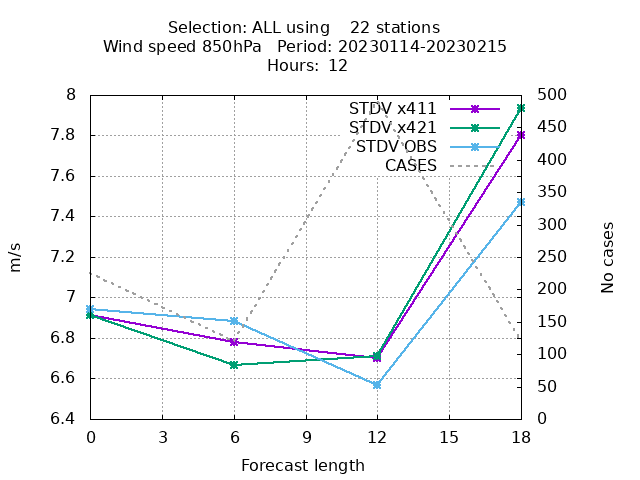 Selection: ALL using    22 stations
Wind speed 850hPa   Period: 20230114-20230215
Hours:  12
STDV x411
STDV x421
STDV OBS
CASES
8
7.8
7.6
7.4
7.2
7
6.8
6.6
6.4
500
450
400
350
300
250
200
150
100
50
0
m/s
No cases
0 3 6 9 12 15 18
Forecast length